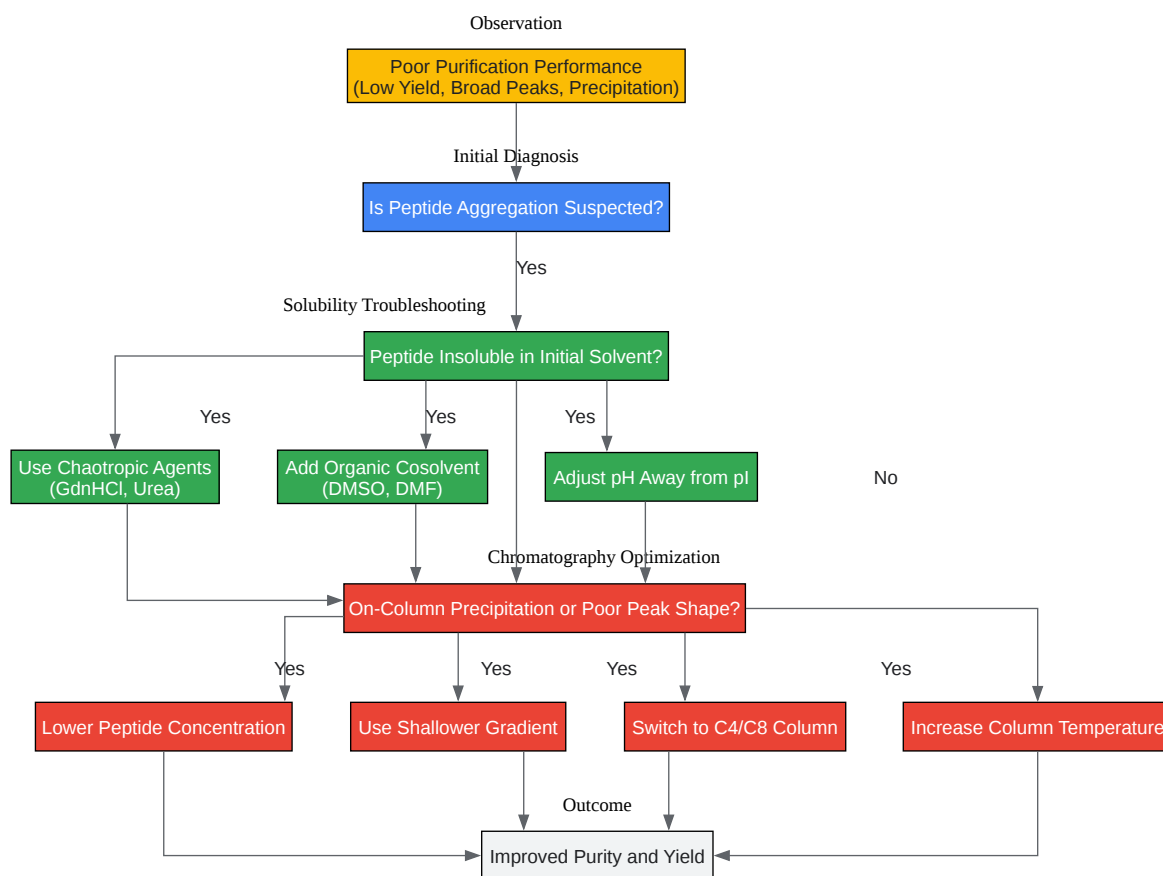 Observation
Poor Purification Performance
(Low Yield, Broad Peaks, Precipitation)
Initial Diagnosis
Is Peptide Aggregation Suspected?
Yes
Solubility Troubleshooting
Peptide Insoluble in Initial Solvent?
Yes
Yes
Yes
No
Use Chaotropic Agents
(GdnHCl, Urea)
Add Organic Cosolvent
(DMSO, DMF)
Adjust pH Away from pI
Chromatography Optimization
On-Column Precipitation or Poor Peak Shape?
Yes
Yes
Yes
Yes
Lower Peptide Concentration
Use Shallower Gradient
Switch to C4/C8 Column
Increase Column Temperature
Outcome
Improved Purity and Yield